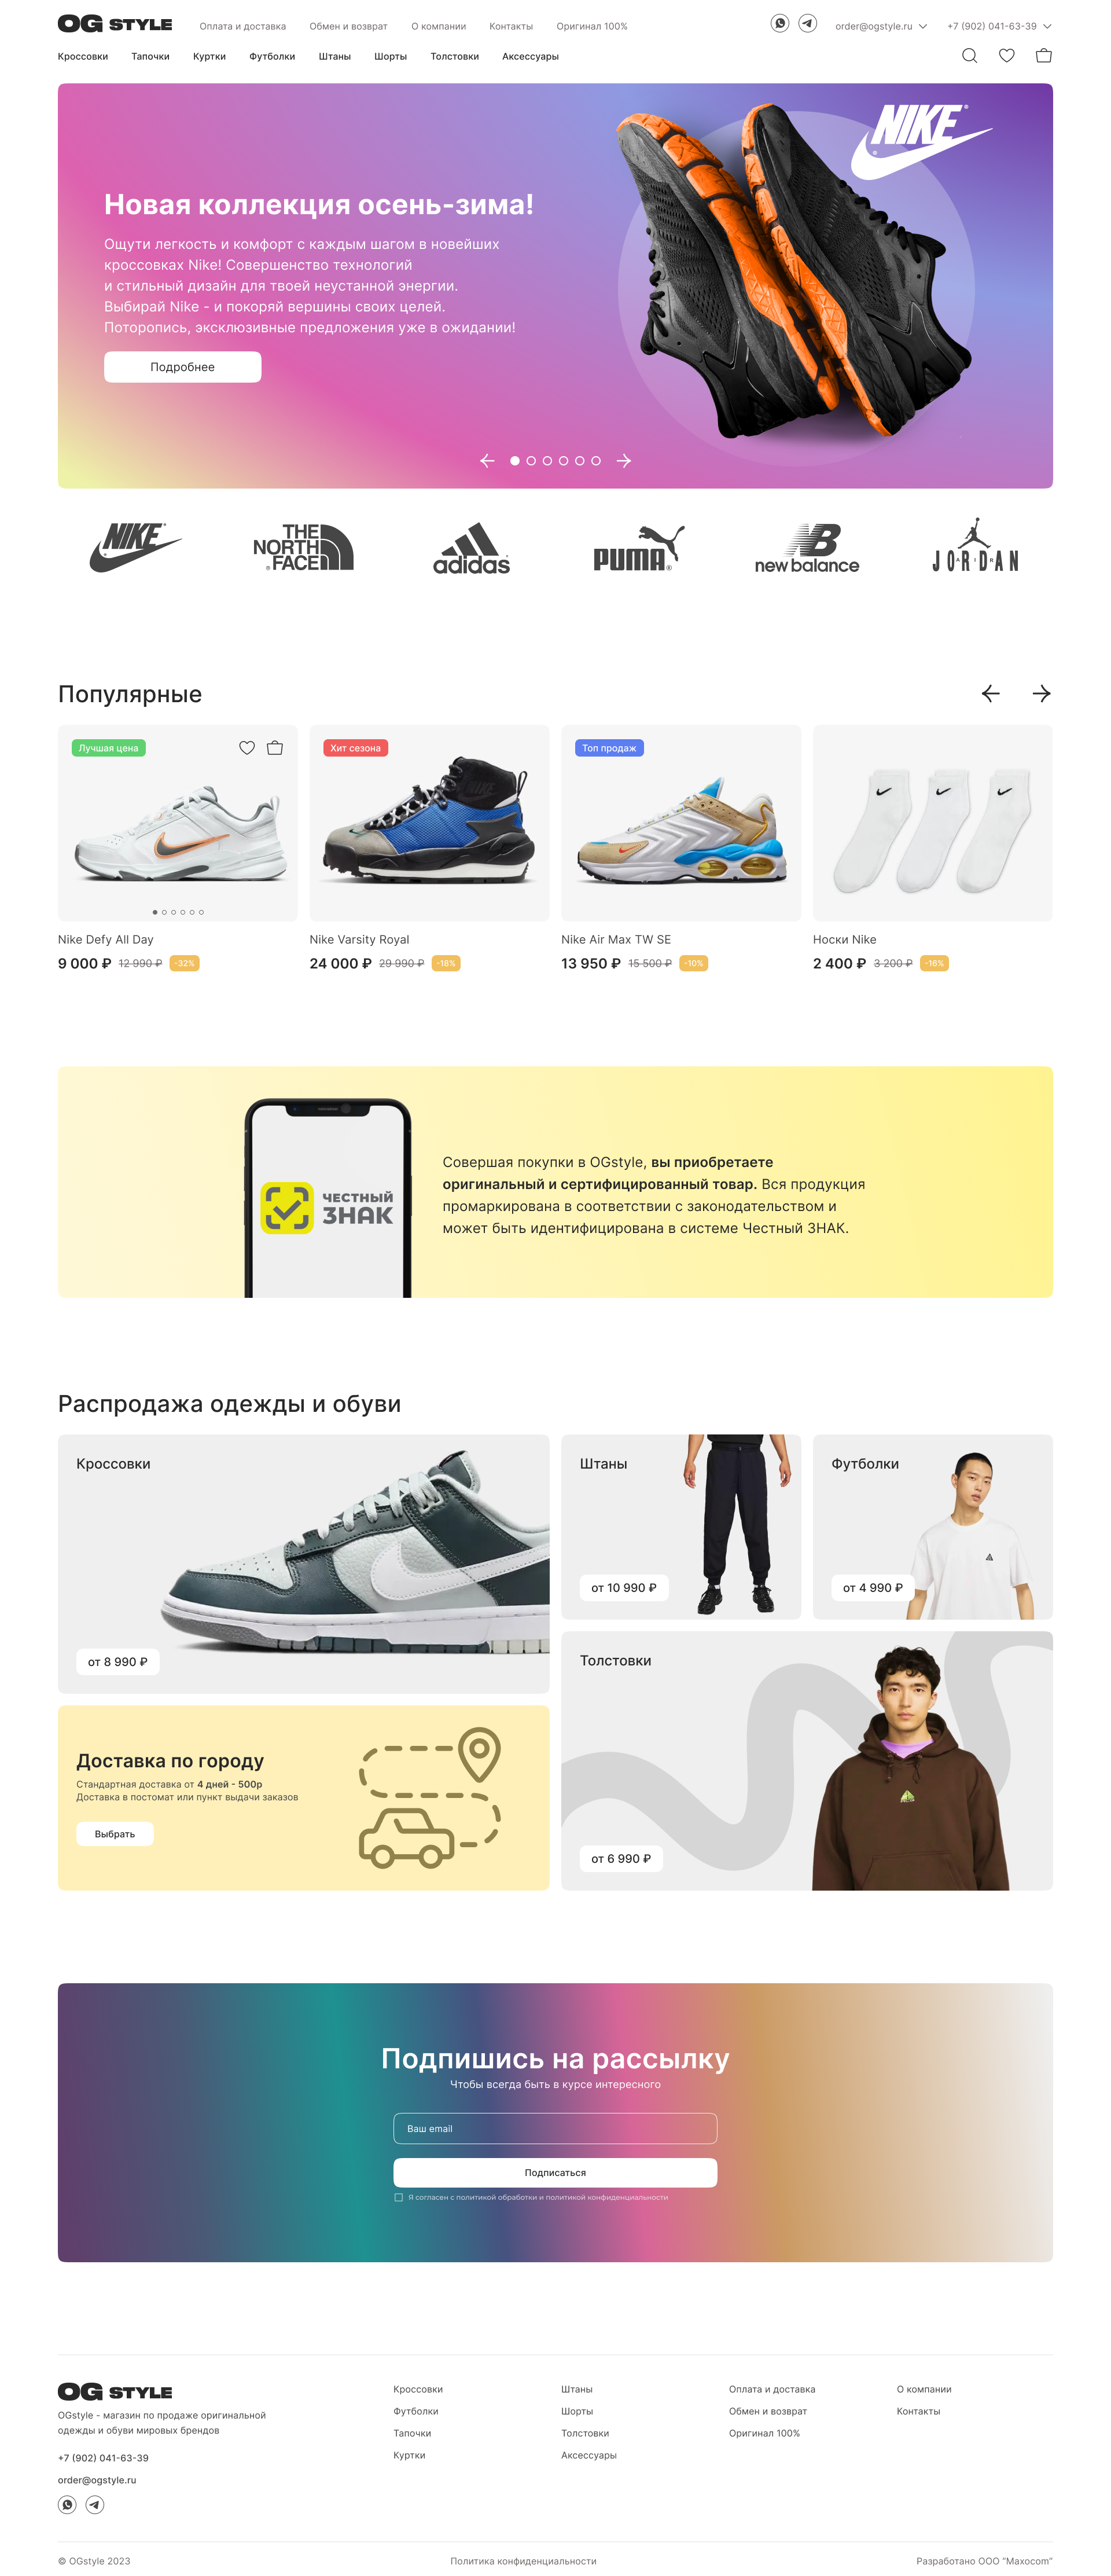 OG STYLE
Оплата и доставка
Обмен и возврат
О компании
Контакты
Оригинал 100%
order@ogstyle.ru
+7 (902) 041-63-39
Кроссовки
Тапочки
Куртки
Футболки
Штаны
Шорты
Толстовки
Аксессуары
NIKE
Новая коллекция осень-зима!
Ощути легкость и комфорт с каждым шагом в новейших
кроссовках Nike! Совершенство технологий
и стильный дизайн для твоей неустанной энергии.
Выбирай Nike - и покоряй вершины своих целей.
Поторопись, эксклюзивные предложения уже в ожидании!
Подробнее
NIKE
THE
NORTH
FACE
adidas
PUMA
new balance
JORDAN
AIR
Популярные
Лучшая цена
Хит сезона
Топ продаж
Nike Defy All Day
9 000 ₽ 12 990 ₽ -32%
Nike Varsity Royal
24 000 ₽ 29 990 ₽ -18%
Nike Air Max TW SE
13 950 ₽ 15 500 ₽ -10%
Носки Nike
2 400 ₽ 3 200 ₽ -16%
ЧЕСТНЫЙ
ЗНАК
Совершая покупки в OGstyle, вы приобретаете
оригинальный и сертифицированный товар. Вся продукция
промаркирована в соответствии с законодательством и
может быть идентифицирована в системе Честный ЗНАК.
Распродажа одежды и обуви
Кроссовки
от 8 990 ₽
Штаны
от 10 990 ₽
Футболки
от 4 990 ₽
Толстовки
от 6 990 ₽
Доставка по городу
Стандартная доставка от 4 дней - 500р
Доставка в постомат или пункт выдачи заказов
Выбрать
Подпишись на рассылку
Чтобы всегда быть в курсе интересного
Ваш email
Подписаться
Я согласен с политикой обработки и политикой конфиденциальности
OG STYLE
OGstyle - магазин по продаже оригинальной
одежды и обуви мировых брендов
+7 (902) 041-63-39
order@ogstyle.ru
Кроссовки
Футболки
Тапочки
Куртки
Штаны
Шорты
Толстовки
Аксессуары
Оплата и доставка
Обмен и возврат
Оригинал 100%
О компании
Контакты
© OGstyle 2023
Политика конфиденциальности
Разработано ООО "Maxocom"